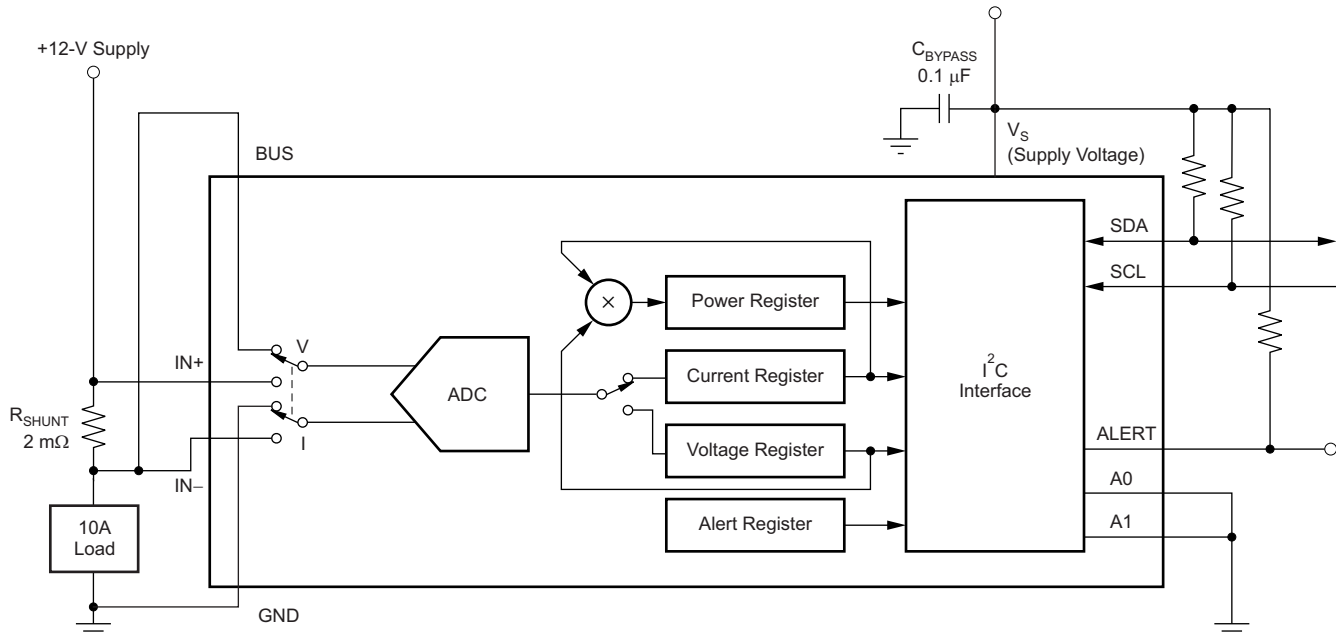 +12-V Supply
C_BYPASS
0.1 μF
V_S
(Supply Voltage)
BUS
SDA
SCL
×
Power Register
V
IN+
ADC
Current Register
I²C
Interface
R_SHUNT
2 mΩ
I
Voltage Register
ALERT
IN–
A0
10A
Load
Alert Register
A1
GND